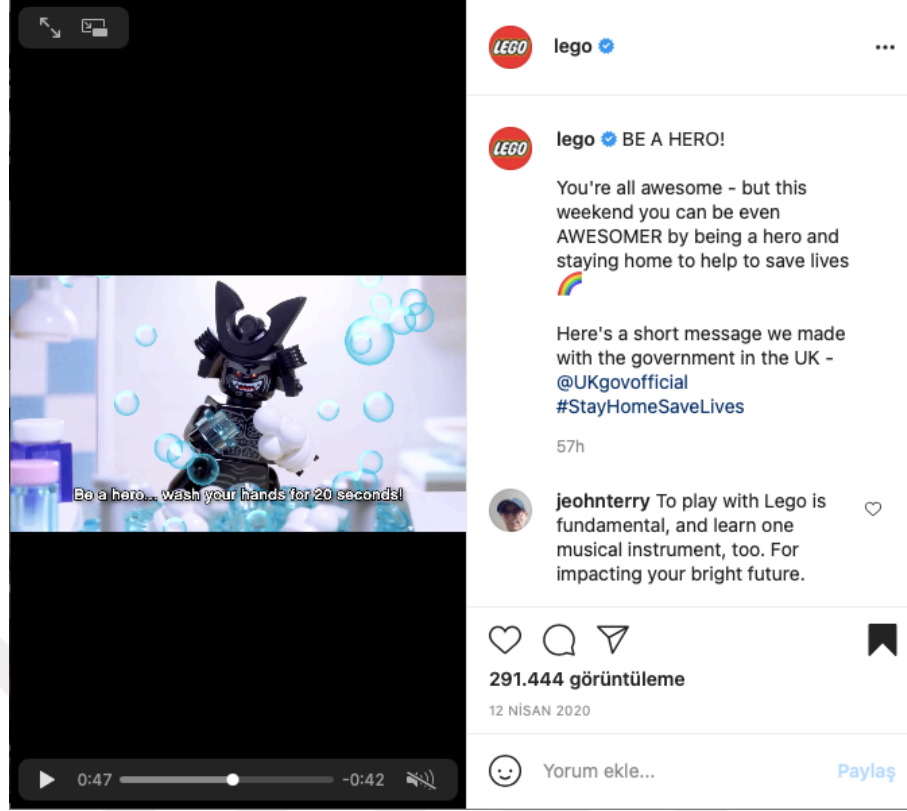 LEGO
lego
LEGO
lego BE A HERO!
You're all awesome - but this
weekend you can be even
AWESOMER by being a hero and
staying home to help to save lives
🌈
Here's a short message we made
with the government in the UK -
@UKgovofficial
#StayHomeSaveLives
57h
jeohnterry To play with Lego is
fundamental, and learn one
musical instrument, too. For
impacting your bright future.
291.444 görüntüleme
12 NİSAN 2020
Yorum ekle...
Paylaş
Be a hero... wash your hands for 20 seconds!
0:47
-0:42